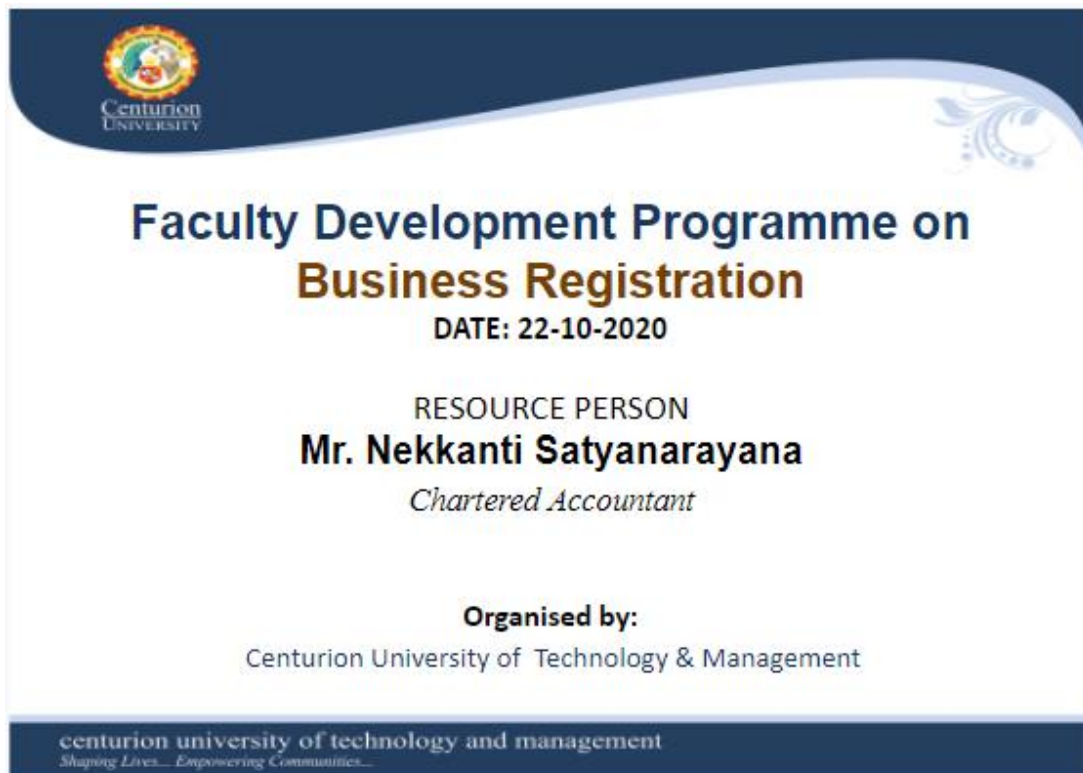 Centurion
UNIVERSITY
Faculty Development Programme on
Business Registration
DATE: 22-10-2020
RESOURCE PERSON
Mr. Nekkanti Satyanarayana
Chartered Accountant
Organised by:
Centurion University of Technology & Management
centurion university of technology and management
Shaping Lives... Empowering Communities...